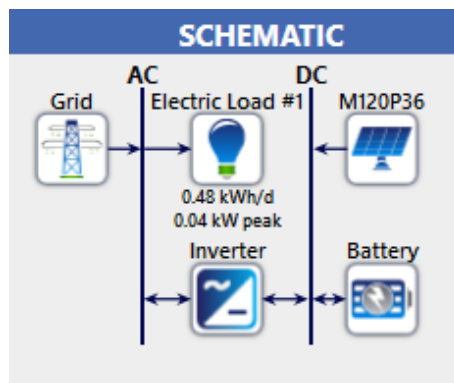 SCHEMATIC
AC DC
Grid Electric Load #1 M120P36
0.48 kWh/d
0.04 kW peak
Inverter Battery